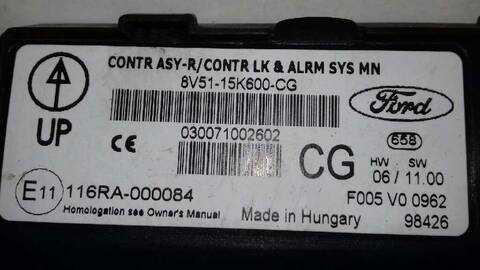 CONTR ASY-R/CONTR LK & ALRM SYS MN
8V51-15K600-CG
Ford
UP
CE
030071002602
CG
658
HW SW
06 / 11.00
E11
116RA-000084
F005 V0 0962
Homologation see Owner's Manual
Made in Hungary
98426